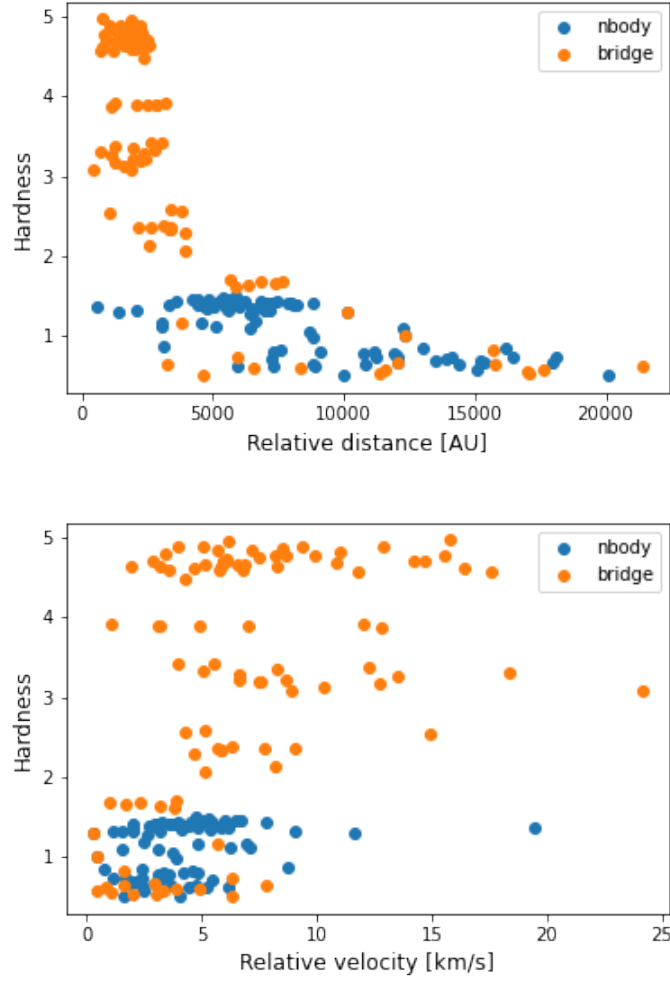 5
4
3
2
1
Hardness
nbody
bridge
0
5000
10000
15000
20000
Relative distance [AU]
5
4
3
2
1
Hardness
nbody
bridge
0
5
10
15
20
25
Relative velocity [km/s]